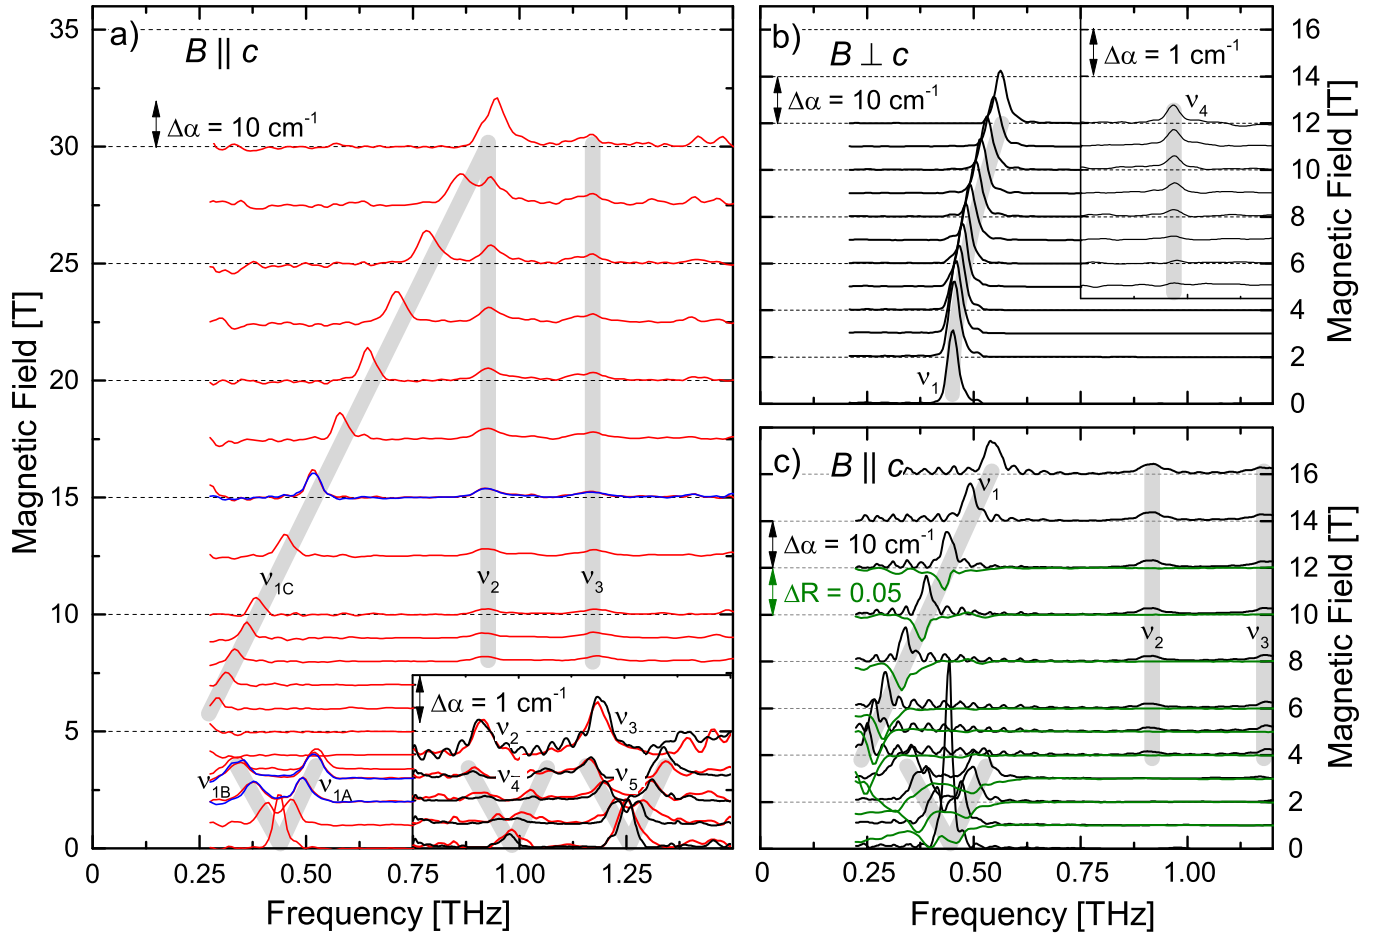 a)
B || c
Δα = 10 cm⁻¹
ν1C
ν2
ν3
ν1B
ν1A
Δα = 1 cm⁻¹
ν2
ν3
ν4̅
ν5
35
30
25
20
15
10
5
0
0
0.25
0.50
0.75
1.00
1.25
Magnetic Field [T]
Frequency [THz]
b)
B ⊥ c
Δα = 10 cm⁻¹
Δα = 1 cm⁻¹
ν4
ν1
16
14
12
10
8
6
4
2
0
Magnetic Field [T]
c)
B || c
ν1
Δα = 10 cm⁻¹
ΔR = 0.05
ν2
ν3
16
14
12
10
8
6
4
2
0
Magnetic Field [T]
0
0.25
0.50
0.75
1.00
Frequency [THz]